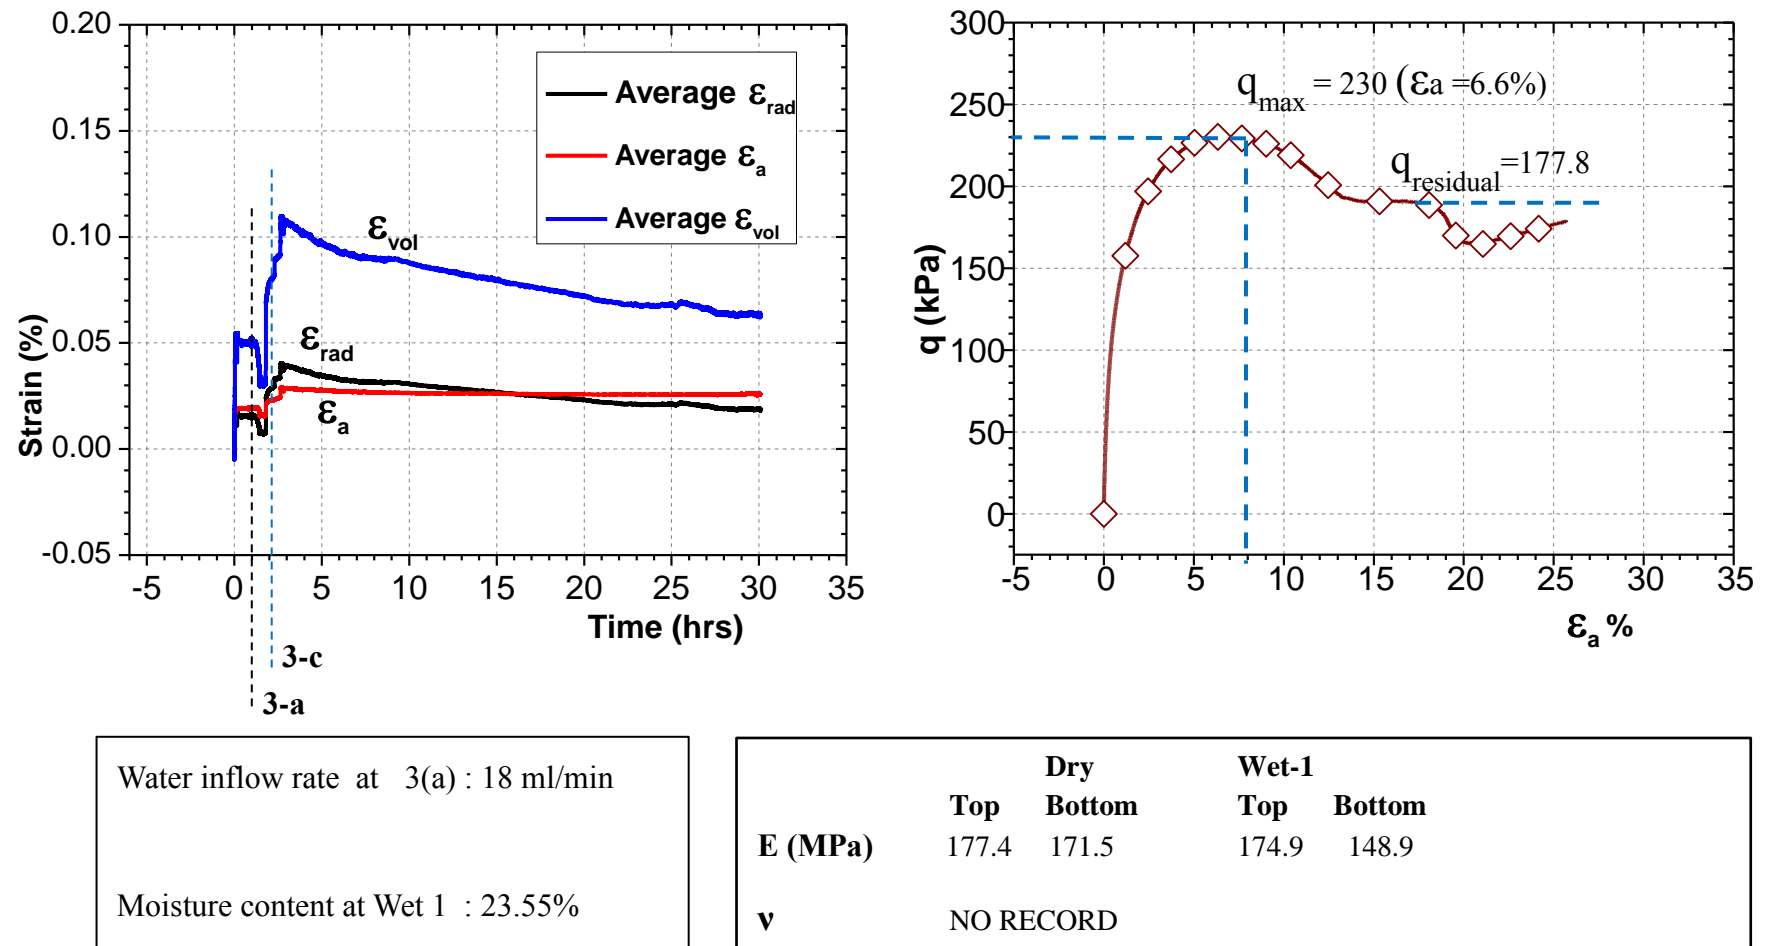 0.20
0.15
0.10
0.05
0.00
-0.05
Strain (%)
-5 0 5 10 15 20 25 30 35
Time (hrs)
Average εrad
Average εa
Average εvol
εvol
εrad
εa
3-c
3-a
300
250
200
150
100
50
0
q (kPa)
-5 0 5 10 15 20 25 30 35
εa %
qmax = 230 (εa =6.6%)
qresidual =177.8
Water inflow rate at 3(a) : 18 ml/min
Moisture content at Wet 1 : 23.55%
Dry Wet-1
Top Bottom Top Bottom
E (MPa) 177.4 171.5 174.9 148.9
ν NO RECORD